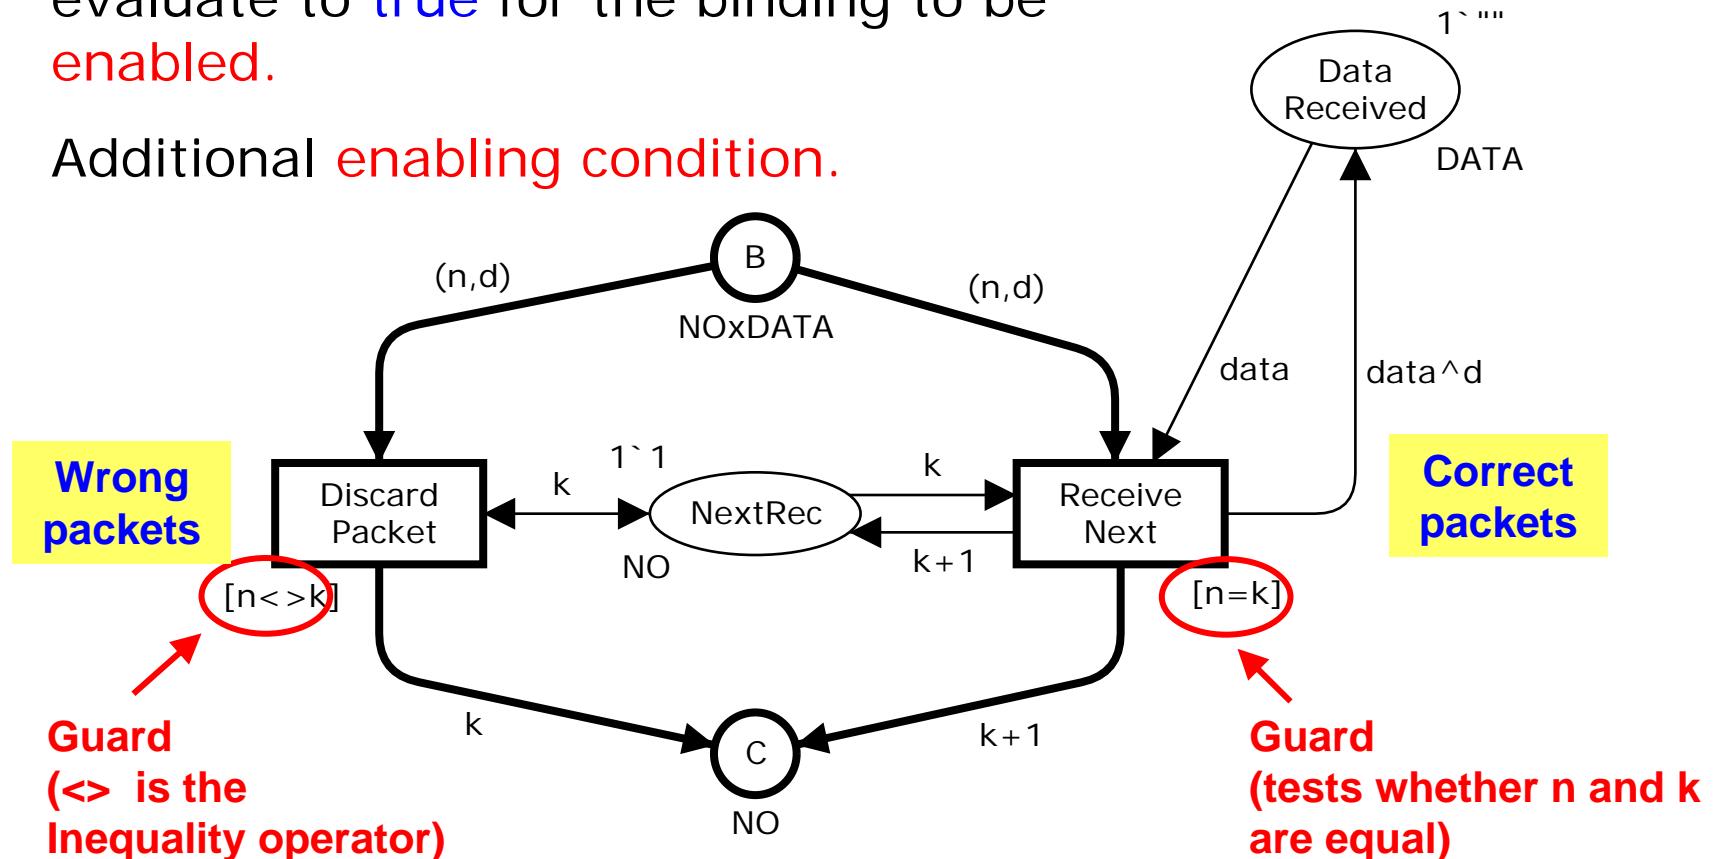 evaluate to true for the binding to be
enabled.
Additional enabling condition.
1`""
Data
Received
DATA
B
(n,d)
(n,d)
NOxDATA
data
data^d
Wrong
packets
Discard
Packet
k
1`1
NextRec
NO
k
k+1
Receive
Next
Correct
packets
[n<>k]
[n=k]
k
C
k+1
NO
Guard
(<> is the
Inequality operator)
Guard
(tests whether n and k
are equal)